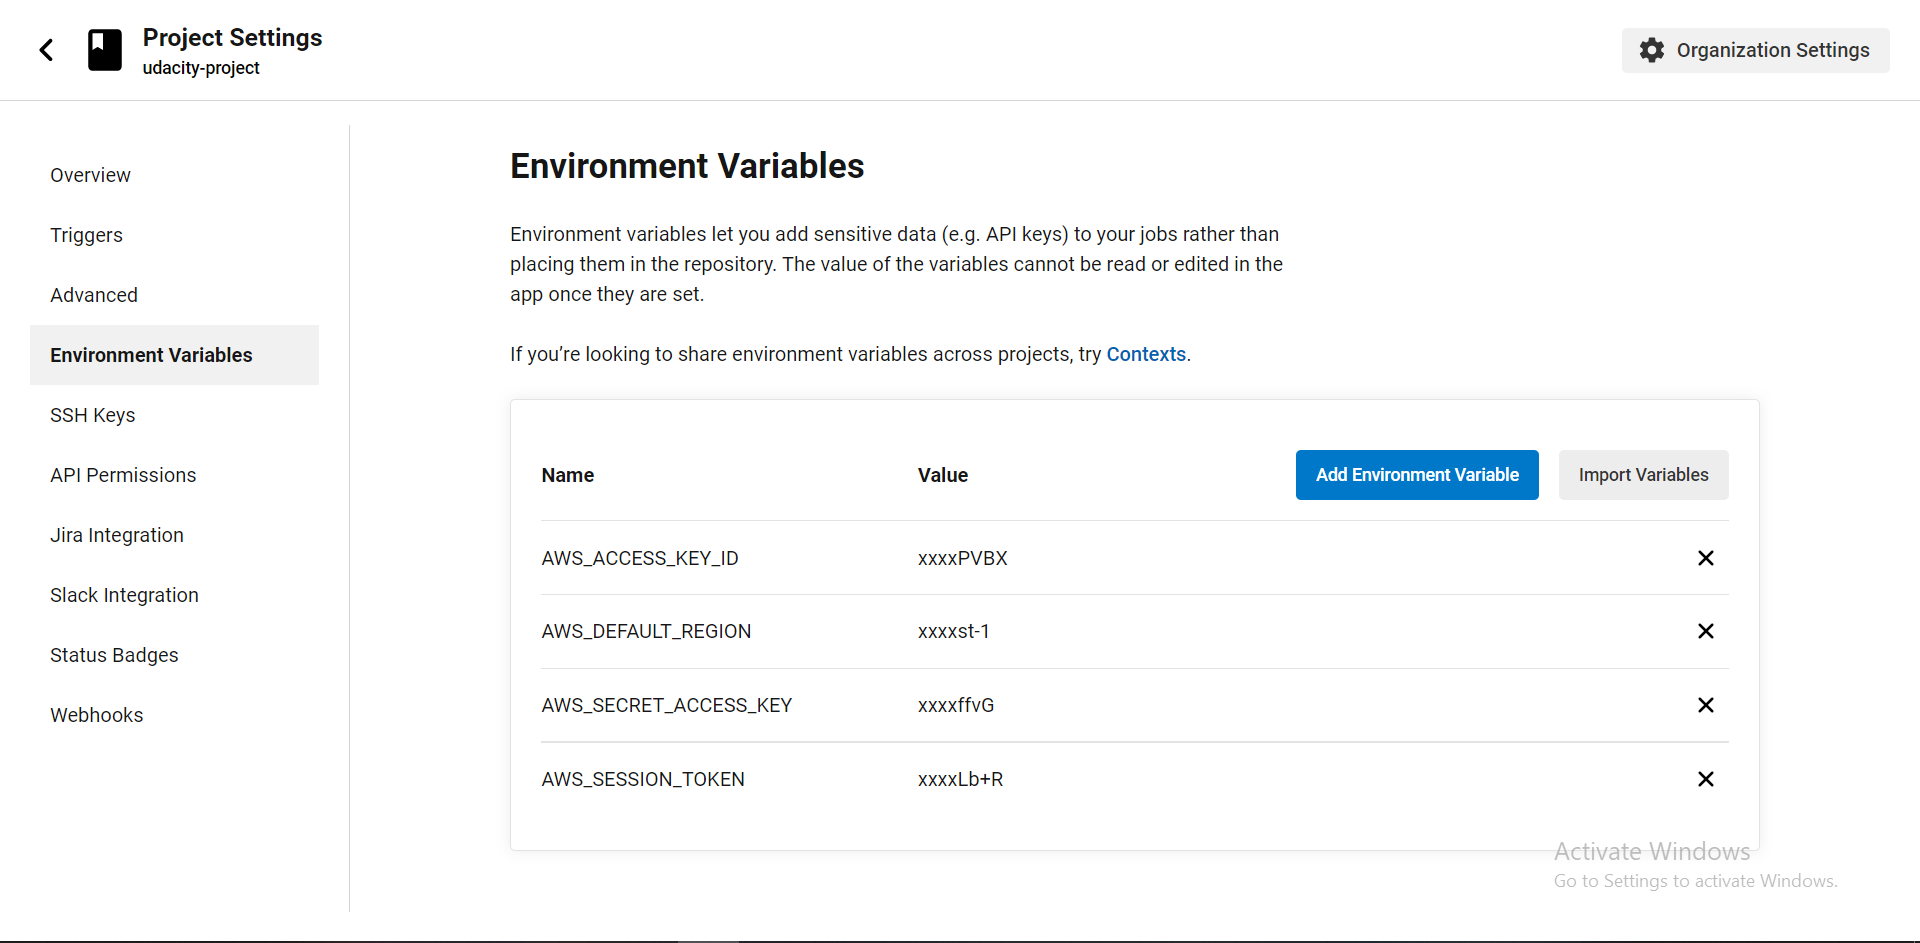 Project Settings
udacity-project
Organization Settings
Overview
Triggers
Advanced
Environment Variables
SSH Keys
API Permissions
Jira Integration
Slack Integration
Status Badges
Webhooks
Environment Variables
Environment variables let you add sensitive data (e.g. API keys) to your jobs rather than
placing them in the repository. The value of the variables cannot be read or edited in the
app once they are set.
If you’re looking to share environment variables across projects, try Contexts.
Name Value Add Environment Variable Import Variables
AWS_ACCESS_KEY_ID xxxxPVBX
AWS_DEFAULT_REGION xxxxst-1
AWS_SECRET_ACCESS_KEY xxxxffvG
AWS_SESSION_TOKEN xxxxLb+R
Activate Windows
Go to Settings to activate Windows.